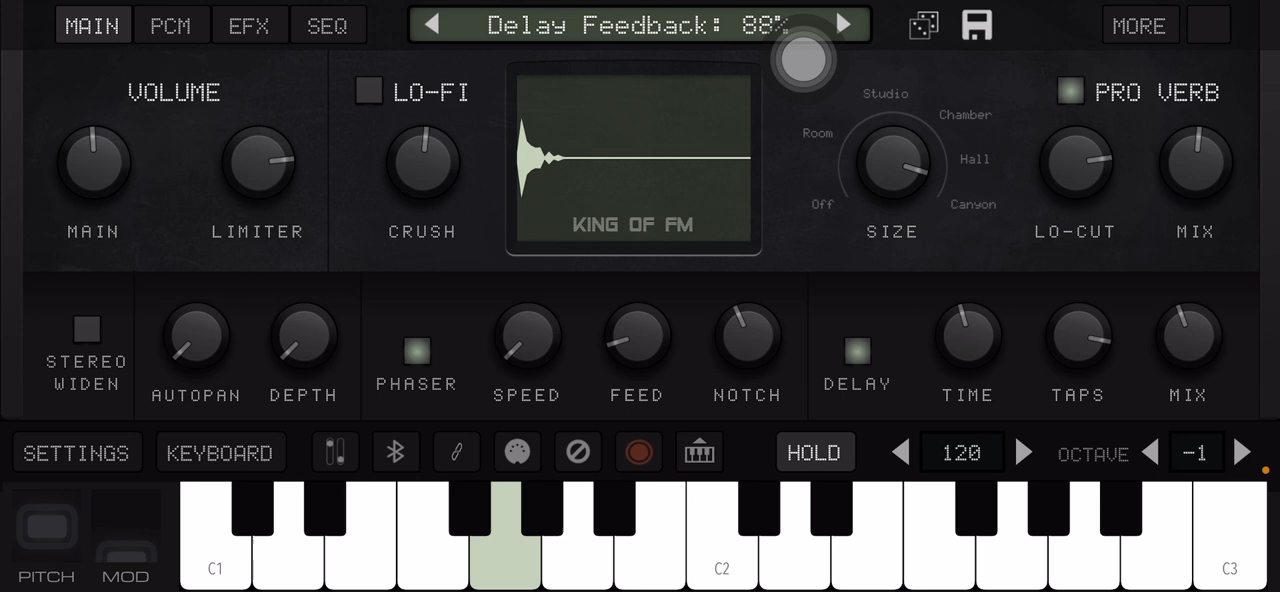 MAIN PCM EFX SEQ Delay Feedback: 88% MORE
VOLUME LO-FI PRO VERB
Studio
Chamber
Room
Hall
Off Canyon
KING OF FM
MAIN LIMITER CRUSH SIZE LO-CUT MIX
STEREO
WIDEN
AUTOPAN DEPTH PHASER SPEED FEED NOTCH DELAY TIME TAPS MIX
SETTINGS KEYBOARD HOLD 120 OCTAVE -1
C1 C2 C3
PITCH MOD